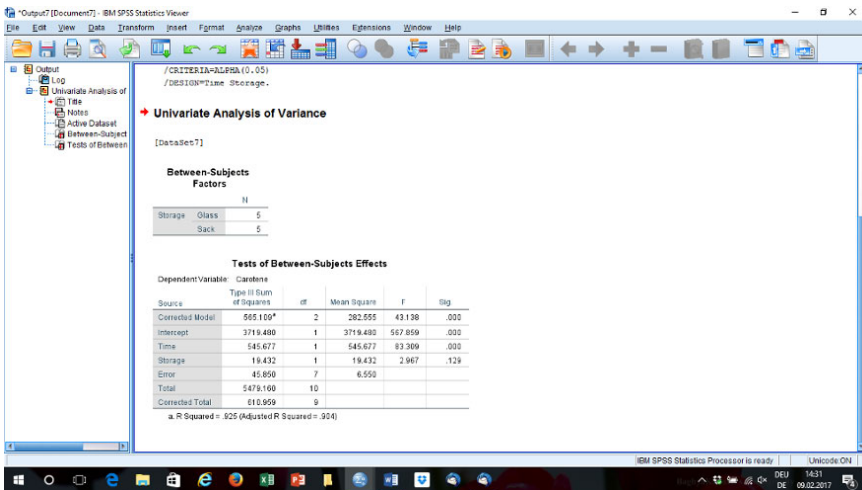 *Output7 [Document7] - IBM SPSS Statistics Viewer
File Edit View Data Transform Insert Format Analyze Graphs Utilities Extensions Window Help
Output
Log
Univariate Analysis of
Title
Notes
Active Dataset
Between-Subject
Tests of Between
/CRITERIA=ALPHA(0.05)
/DESIGN=Time Storage.
Univariate Analysis of Variance
[DataSet7]
Between-Subjects
Factors
N
Storage Glass 5
Sack 5
Tests of Between-Subjects Effects
Dependent Variable: Carotene
Source Type III Sum of Squares df Mean Square F Sig.
Corrected Model 565.109ª 2 282.555 43.138 .000
Intercept 3719.480 1 3719.480 567.859 .000
Time 545.677 1 545.677 83.309 .000
Storage 19.432 1 19.432 2.967 .129
Error 45.850 7 6.550
Total 5479.160 10
Corrected Total 610.959 9
a. R Squared = .925 (Adjusted R Squared = .904)
IBM SPSS Statistics Processor is ready Unicode:ON
DEU 14:31
DE 09.02.2017